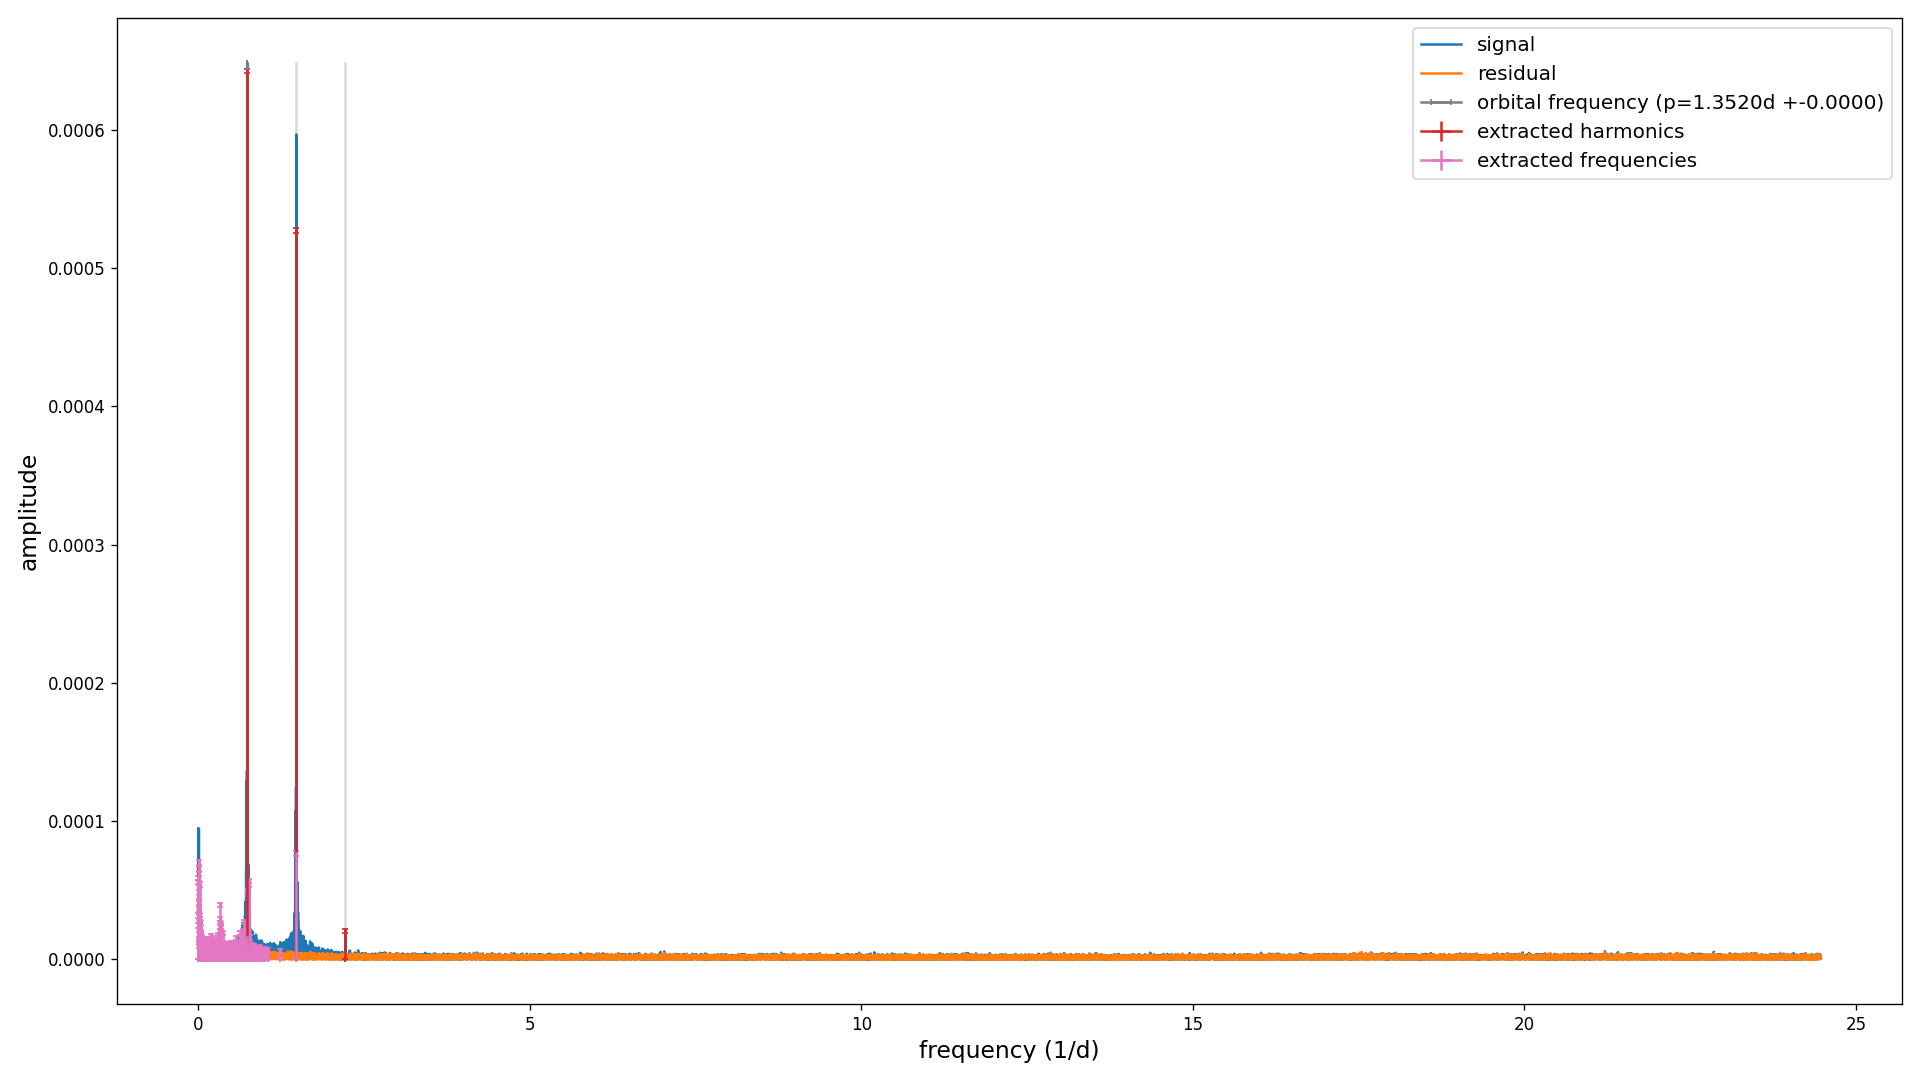 signal
residual
orbital frequency (p=1.3520d +-0.0000)
extracted harmonics
extracted frequencies
amplitude
0.0006
0.0005
0.0004
0.0003
0.0002
0.0001
0.0000
0 5 10 15 20 25
frequency (1/d)